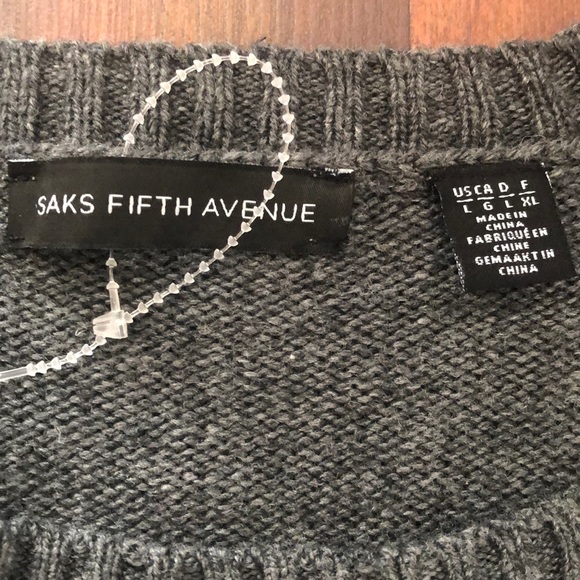 SAKS FIFTH AVENUE
US CA D F
L G L XL
MADE IN
CHINA
FABRIQUÉ EN
CHINE
GEMAAKT IN
CHINA